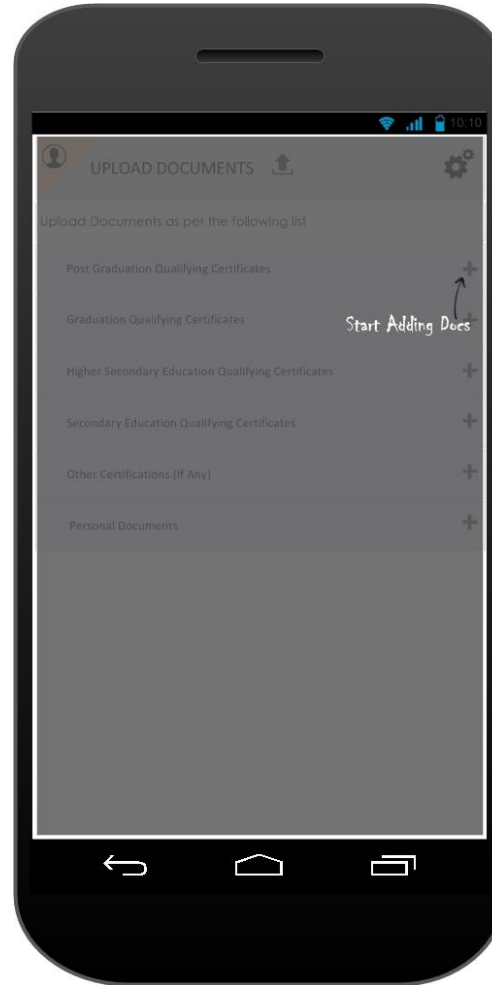 10:10
UPLOAD DOCUMENTS
Upload Documents as per the following list
Post Graduation Qualifying Certificates
Start Adding Docs
Graduation Qualifying Certificates
Higher Secondary Education Qualifying Certificates
Secondary Education Qualifying Certificates
Other Certifications (If Any)
Personal Documents